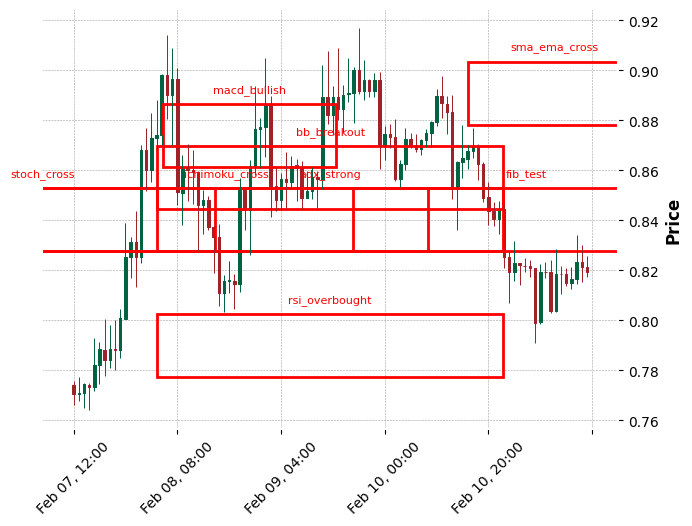 sma_ema_cross
macd_bullish
bb_breakout
stoch_cross
adx_strong
fib_test
rsi_overbought
0.92
0.90
0.88
0.86
0.84
0.82
0.80
0.78
0.76
Price
Feb 07, 12:00
Feb 08, 08:00
Feb 09, 04:00
Feb 10, 00:00
Feb 10, 20:00